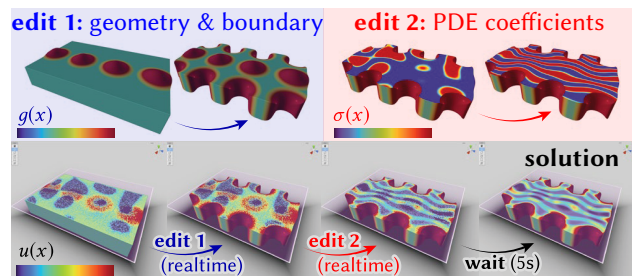 edit 1: geometry & boundary
edit 2: PDE coefficients
g(x)
σ(x)
solution
u(x)
edit 1
(realtime)
edit 2
(realtime)
wait (5s)